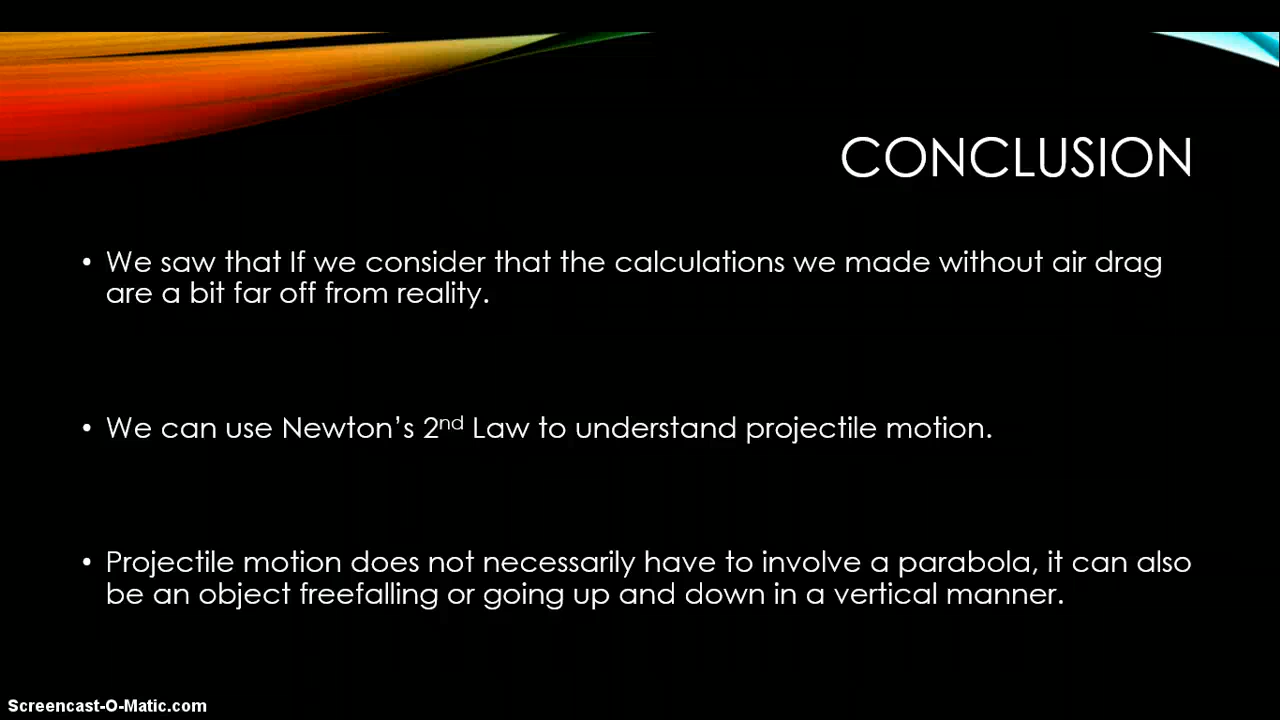 CONCLUSION
• We saw that If we consider that the calculations we made without air drag
are a bit far off from reality.
• We can use Newton’s 2nd Law to understand projectile motion.
• Projectile motion does not necessarily have to involve a parabola, it can also
be an object freefalling or going up and down in a vertical manner.
Screencast-O-Matic.com